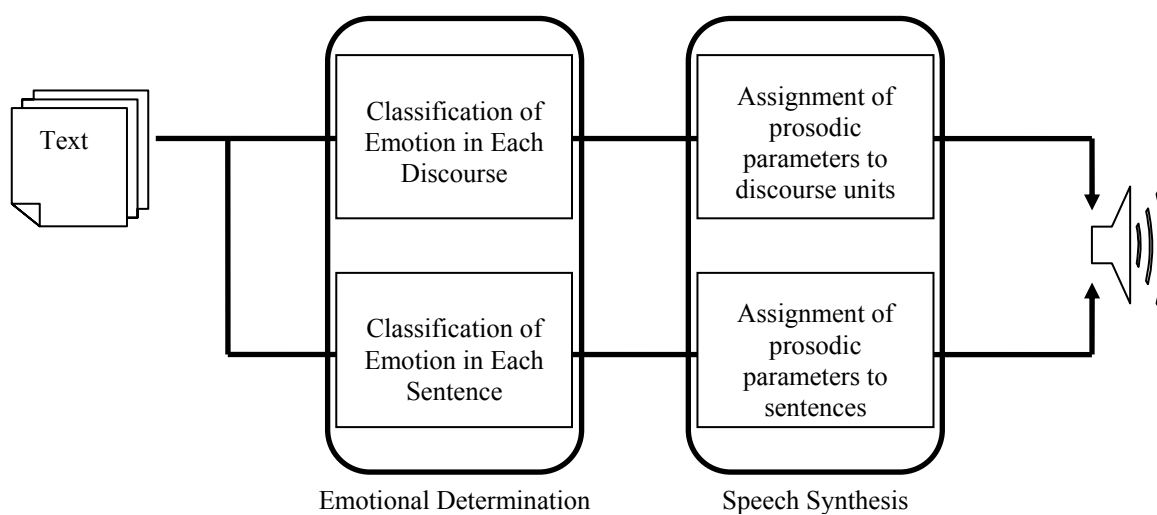 Text
Classification of
Emotion in Each
Discourse
Assignment of
prosodic
parameters to
discourse units
Classification of
Emotion in Each
Sentence
Assignment of
prosodic
parameters to
sentences
Emotional Determination
Speech Synthesis